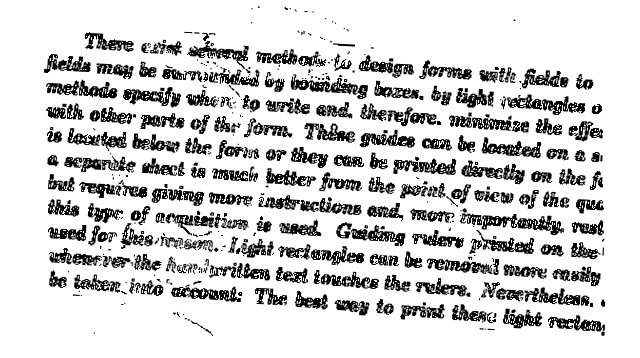 There exist several methods to design forms with fields to
fields may be surrounded by bounding boxes, by light rectangles o
methods specify where to write and, therefore, minimize the effe
with other parts of the form. These guides can be located on a s
is located below the form or they can be printed directly on the f
a separate sheet is much better from the point of view of the qua
but requires giving more instructions and, more importantly, rest
this type of acquisition is used. Guiding rulers printed on the
used for this reason. Light rectangles can be removed more easily
whenever the handwritten text touches the rulers. Nevertheless,
be taken into account: The best way to print these light rectan